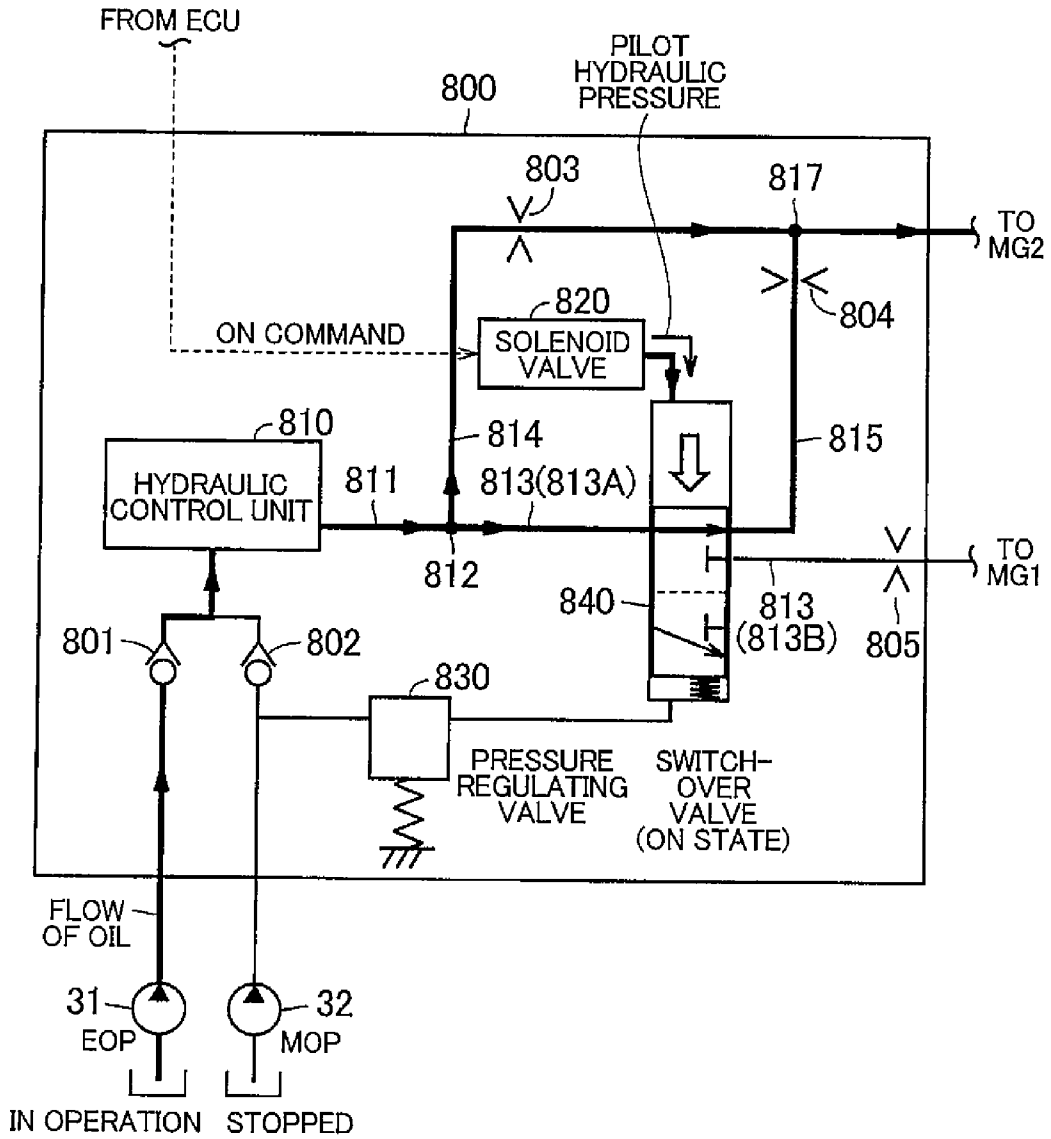 FROM ECU
PILOT
HYDRAULIC
PRESSURE
800
803
817
TO
MG2
820
804
ON COMMAND
SOLENOID
VALVE
810
814
815
HYDRAULIC
CONTROL UNIT
811
813(813A)
812
TO
MG1
840
813
(813B)
805
801
802
830
PRESSURE
REGULATING
VALVE
SWITCH-
OVER
VALVE
(ON STATE)
FLOW
OF OIL
31
EOP
32
MOP
IN OPERATION
STOPPED